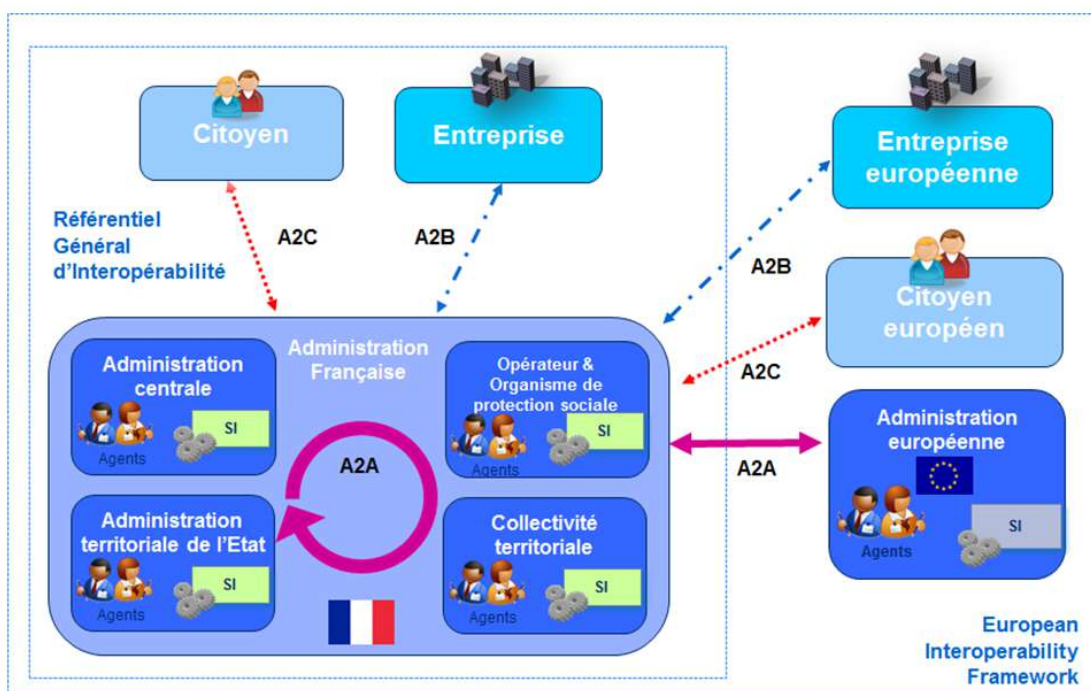 Citoyen
Entreprise
Entreprise
européenne
Référentiel
Général
d'Interopérabilité
A2C
A2B
A2B
Citoyen
européen
A2C
Administration
Française
Administration
centrale
Agents
SI
Opérateur &
Organisme de
protection sociale
Agents
SI
A2A
A2A
Administration
européenne
Agents
SI
Administration
territoriale de l'Etat
Agents
SI
Collectivité
territoriale
Agents
SI
European
Interoperability
Framework